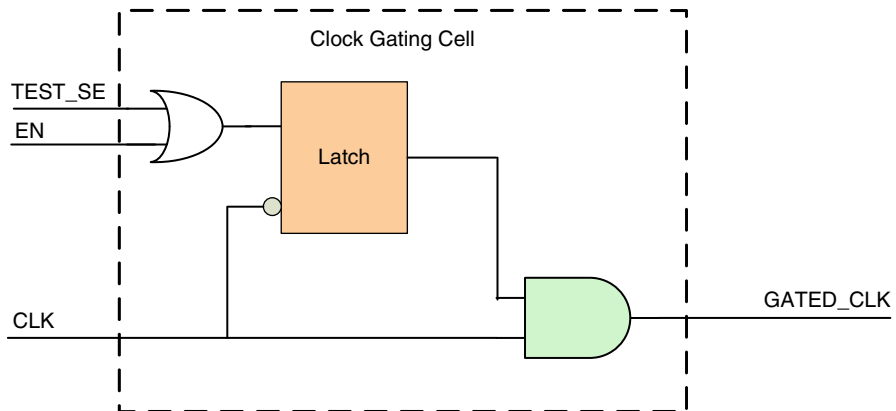 Clock Gating Cell
TEST_SE
EN
Latch
CLK
GATED_CLK